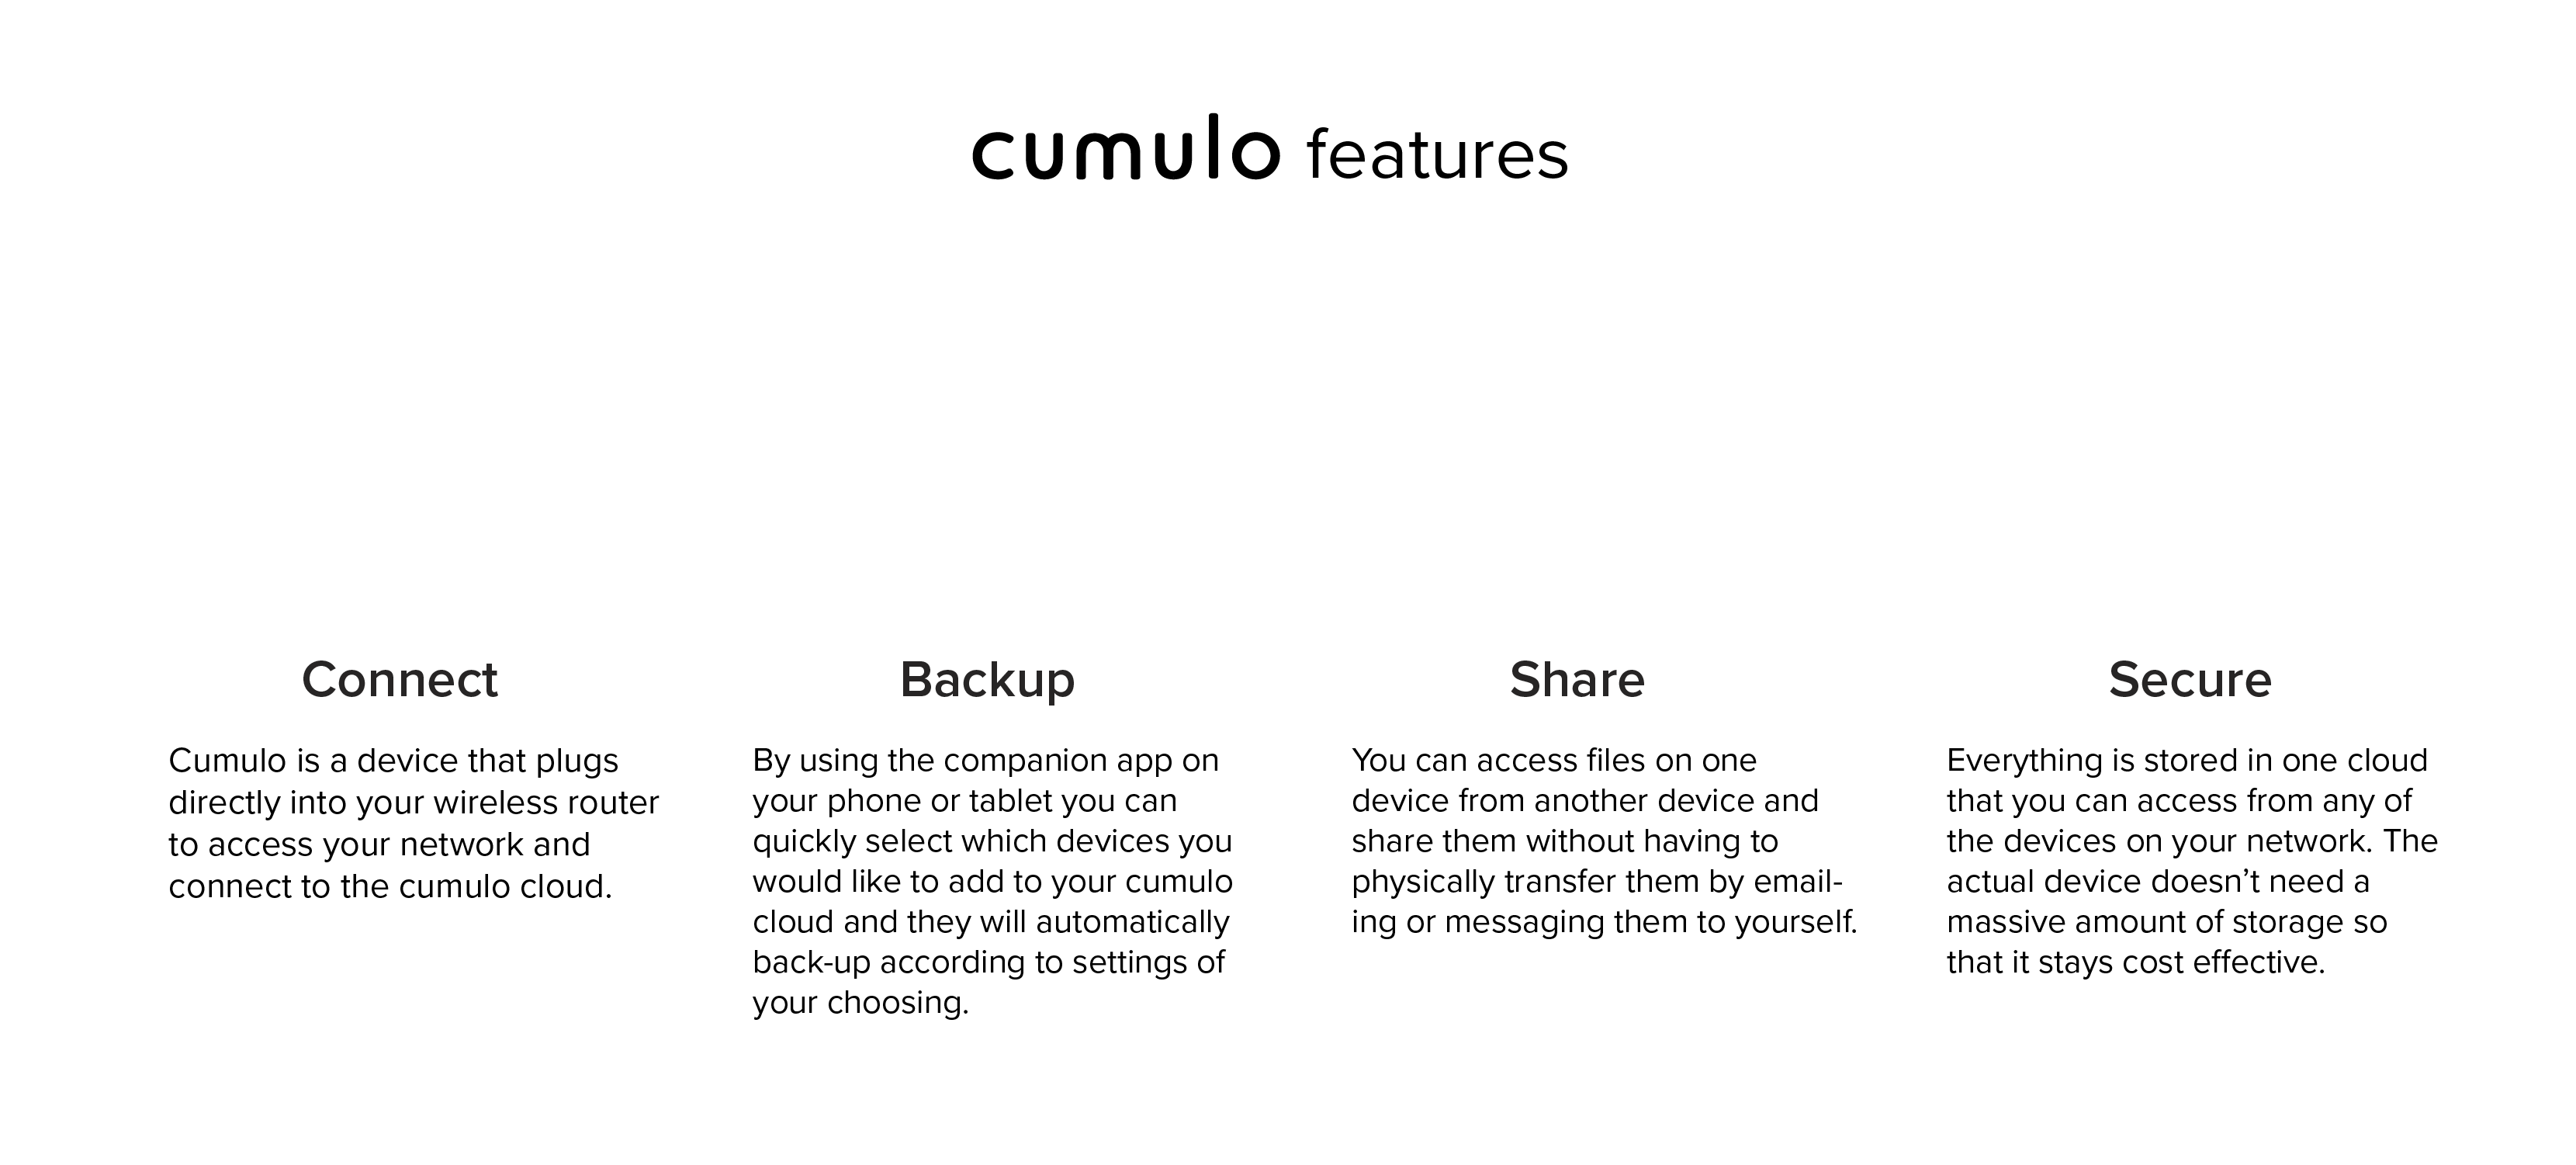 cumulo features
Connect
Cumulo is a device that plugs
directly into your wireless router
to access your network and
connect to the cumulo cloud.
Backup
By using the companion app on
your phone or tablet you can
quickly select which devices you
would like to add to your cumulo
cloud and they will automatically
back-up according to settings of
your choosing.
Share
You can access files on one
device from another device and
share them without having to
physically transfer them by email-
ing or messaging them to yourself.
Secure
Everything is stored in one cloud
that you can access from any of
the devices on your network. The
actual device doesn’t need a
massive amount of storage so
that it stays cost effective.